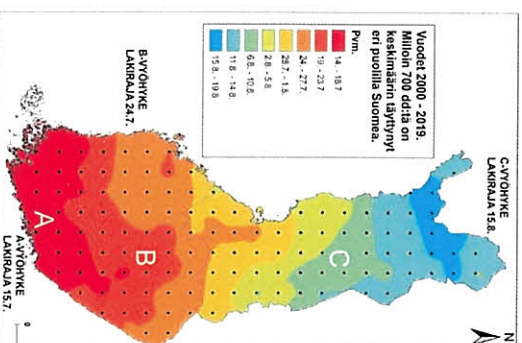 Vuodet 2000 - 2019.
Milloin 700 dd:tä on
keskimäärin täyttynyt
eri puolilla Suomea.
Pvm.
14. - 18.7
19. - 23.7
24. - 27.7.
28.7. - 1.8.
2.8. - 5.8
6.8. - 10.8.
11.8. - 14.8.
15.8. - 19.8
C-VYÖHYKE
LAKIRAJA 15.8.
N
C
B-VYÖHYKE
LAKIRAJA 24.7.
B
A
A-VYÖHYKE
LAKIRAJA 15.7.
0